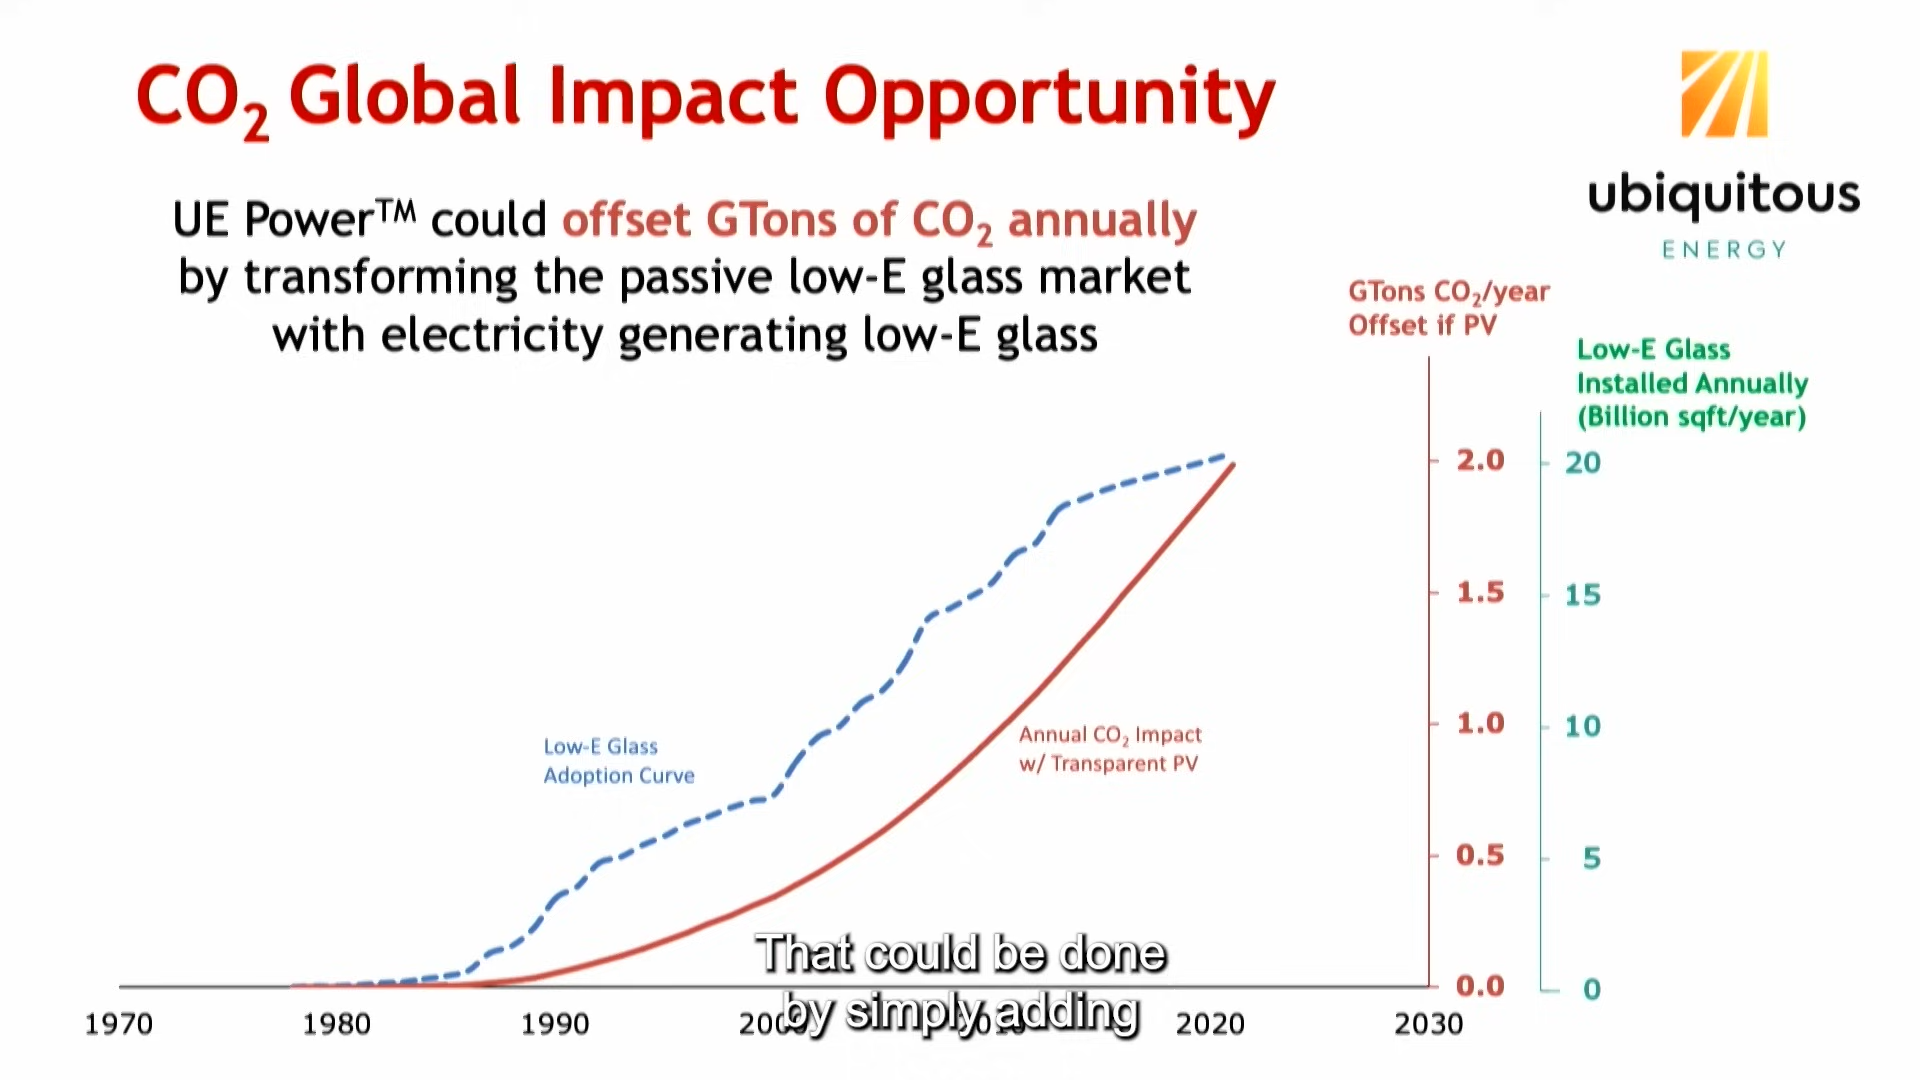 CO₂ Global Impact Opportunity
ubiquitous
ENERGY
UE Power™ could offset GTons of CO₂ annually
by transforming the passive low-E glass market
with electricity generating low-E glass
GTons CO₂/year
Offset if PV
Low-E Glass
Installed Annually
(Billion sqft/year)
2.0
20
1.5
15
1.0
10
0.5
5
0.0
0
Low-E Glass
Adoption Curve
Annual CO₂ Impact
w/ Transparent PV
1970
1980
1990
2020
2030
That could be done
by simply adding